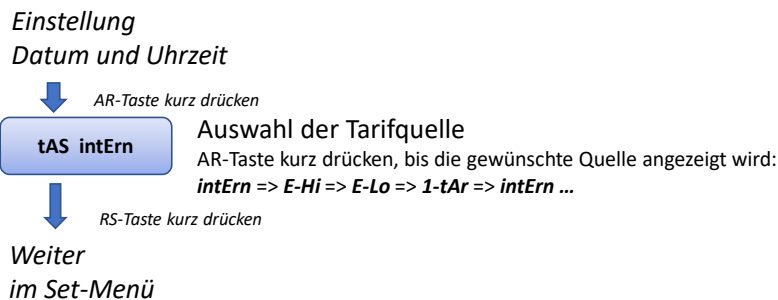 Einstellung
Datum und Uhrzeit
AR-Taste kurz drücken
tAS intErn
Auswahl der Tarifquelle
AR-Taste kurz drücken, bis die gewünschte Quelle angezeigt wird:
intErn => E-Hi => E-Lo => 1-tAr => intErn ...
RS-Taste kurz drücken
Weiter
im Set-Menü